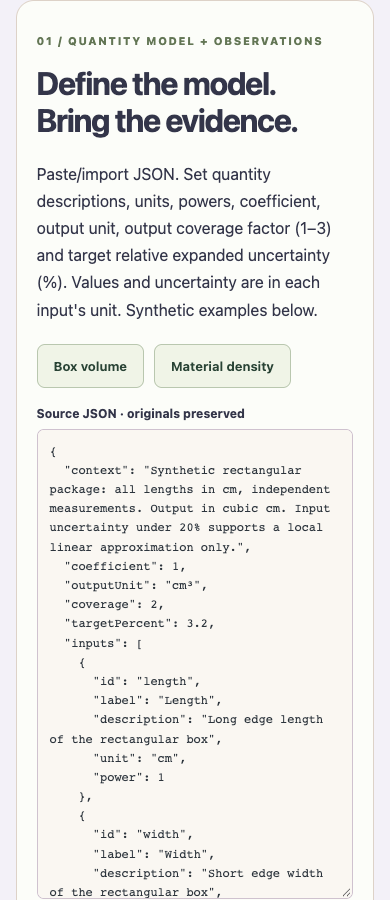 01 / QUANTITY MODEL + OBSERVATIONS
Define the model.
Bring the evidence.
Paste/import JSON. Set quantity
descriptions, units, powers, coefficient,
output unit, output coverage factor (1–3)
and target relative expanded uncertainty
(%). Values and uncertainty are in each
input's unit. Synthetic examples below.
Box volume
Material density
Source JSON · originals preserved
{
  "context": "Synthetic rectangular
package: all lengths in cm, independent
measurements. Output in cubic cm. Input
uncertainty under 20% supports a local
linear approximation only.",
  "coefficient": 1,
  "outputUnit": "cm³",
  "coverage": 2,
  "targetPercent": 3.2,
  "inputs": [
    {
      "id": "length",
      "label": "Length",
      "description": "Long edge length
of the rectangular box",
      "unit": "cm",
      "power": 1
    },
    {
      "id": "width",
      "label": "Width",
      "description": "Short edge width
of the rectangular box",